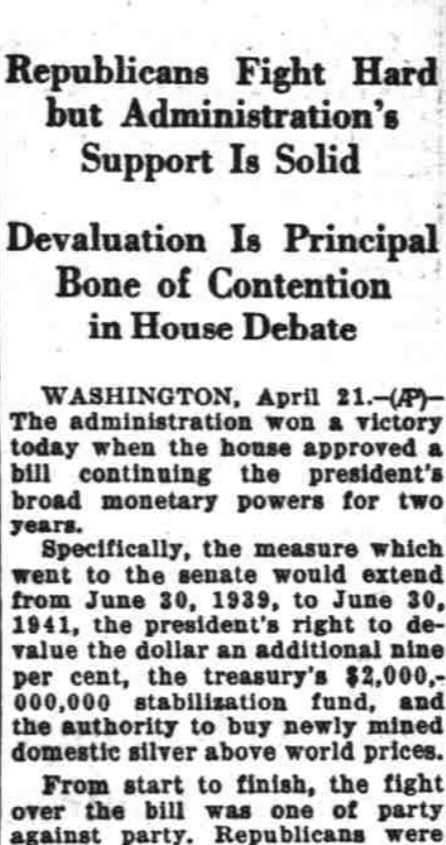 Republicans Fight Hard
but Administration's
Support Is Solid
Devaluation Is Principal
Bone of Contention
in House Debate
WASHINGTON, April 21.—(AP)—
The administration won a victory
today when the house approved a
bill continuing the president's
broad monetary powers for two
years.
Specifically, the measure which
went to the senate would extend
from June 30, 1939, to June 30,
1941, the president's right to de-
value the dollar an additional nine
per cent, the treasury's $2,000,-
000,000 stabilization fund, and
the authority to buy newly mined
domestic silver above world prices.
From start to finish, the fight
over the bill was one of party
against party. Republicans were